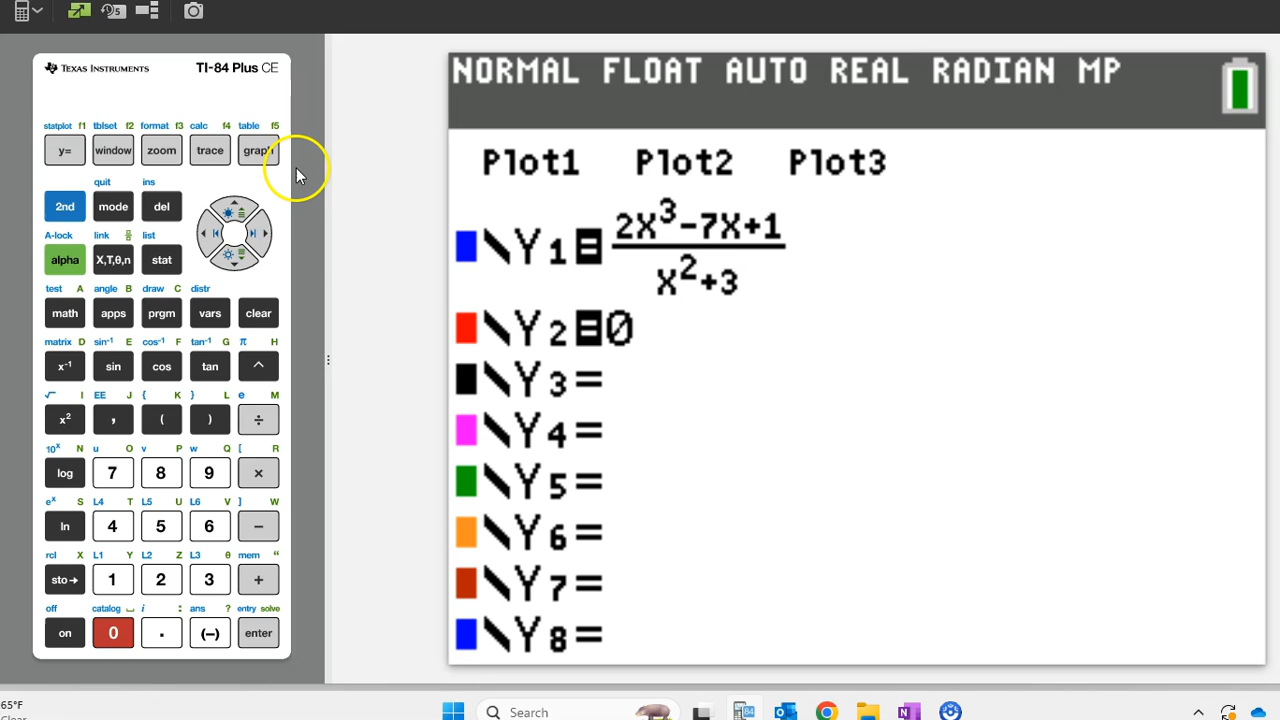 TEXAS INSTRUMENTS TI-84 Plus CE
statplot f1 tblset f2 format f3 calc f4 table f5
y= window zoom trace graph
quit ins
2nd mode del
A-lock link list
alpha X,T,θ,n stat
test A angle B draw C distr
math apps prgm vars clear
matrix D sin⁻¹ E cos⁻¹ F tan⁻¹ G π H
x⁻¹ sin cos tan ^
√ I EE J { K } L e M
x² , ( ) ÷
10ˣ N u O v P w Q [ R
log 7 8 9 ×
eˣ S L4 T L5 U L6 V ] W
ln 4 5 6 −
rcl X L1 Y L2 Z L3 θ mem “
sto→ 1 2 3 +
off catalog ⎵ i : ans ? entry solve
on 0 . (−) enter
NORMAL FLOAT AUTO REAL RADIAN MP
Plot1 Plot2 Plot3
\Y1=(2X³-7X+1)/(X²+3)
\Y2=0
\Y3=
\Y4=
\Y5=
\Y6=
\Y7=
\Y8=
65°F
Clear
Search
84
N